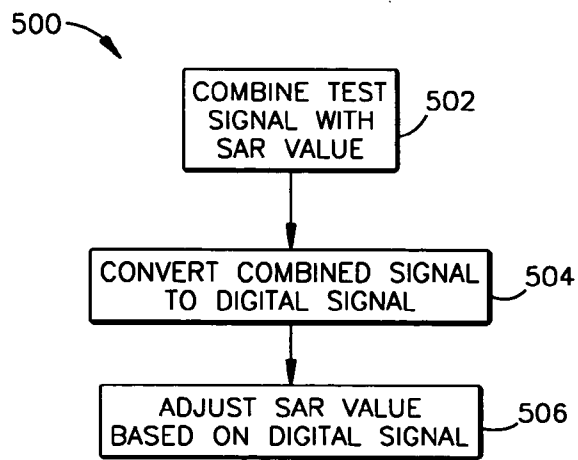 500
COMBINE TEST
SIGNAL WITH
SAR VALUE
502
CONVERT COMBINED SIGNAL
TO DIGITAL SIGNAL
504
ADJUST SAR VALUE
BASED ON DIGITAL SIGNAL
506